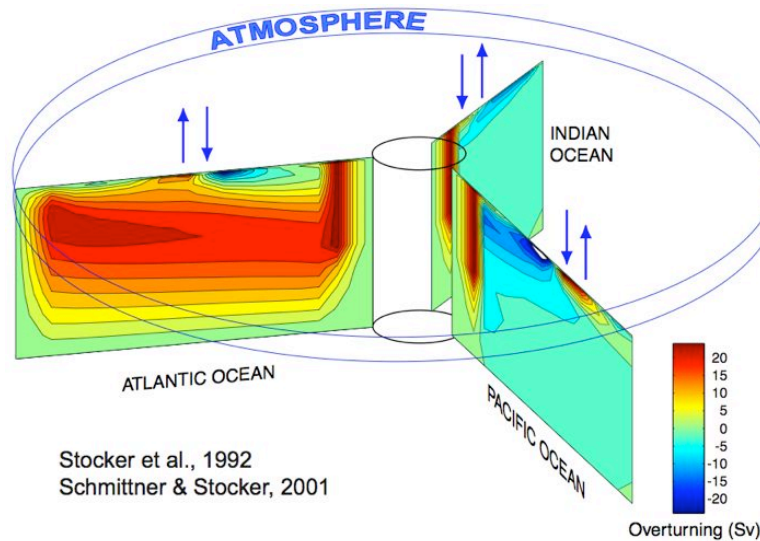 ATMOSPHERE
INDIAN
OCEAN
ATLANTIC OCEAN
PACIFIC OCEAN
Stocker et al., 1992
Schmittner & Stocker, 2001
20
15
10
5
0
-5
-10
-15
-20
Overturning (Sv)